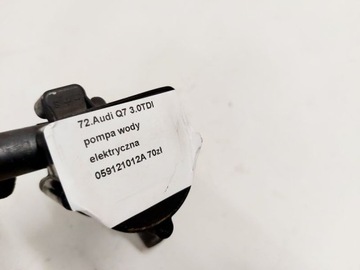 72.Audi Q7 3.0TDI
pompa wody
elektryczna
059121012A 70zł